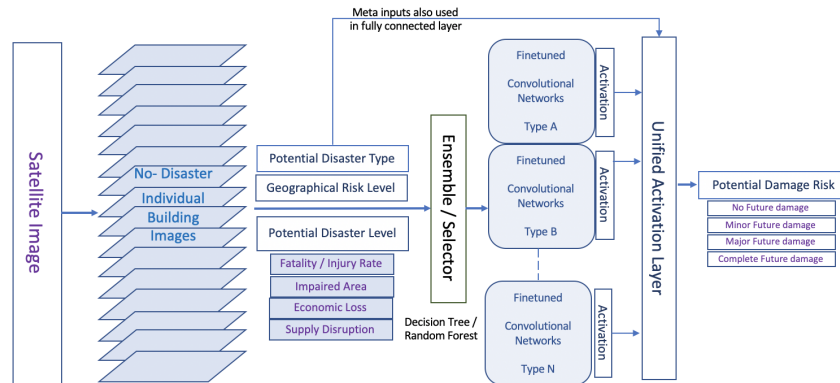 Meta inputs also used
in fully connected layer
Satellite Image
No- Disaster
Individual
Building
Images
Potential Disaster Type
Geographical Risk Level
Potential Disaster Level
Fatality / Injury Rate
Impaired Area
Economic Loss
Supply Disruption
Ensemble / Selector
Decision Tree /
Random Forest
Finetuned
Convolutional
Networks
Type A
Activation
Finetuned
Convolutional
Networks
Type B
Activation
Finetuned
Convolutional
Networks
Type N
Activation
Unified Activation Layer
Potential Damage Risk
No Future damage
Minor Future damage
Major Future damage
Complete Future damage